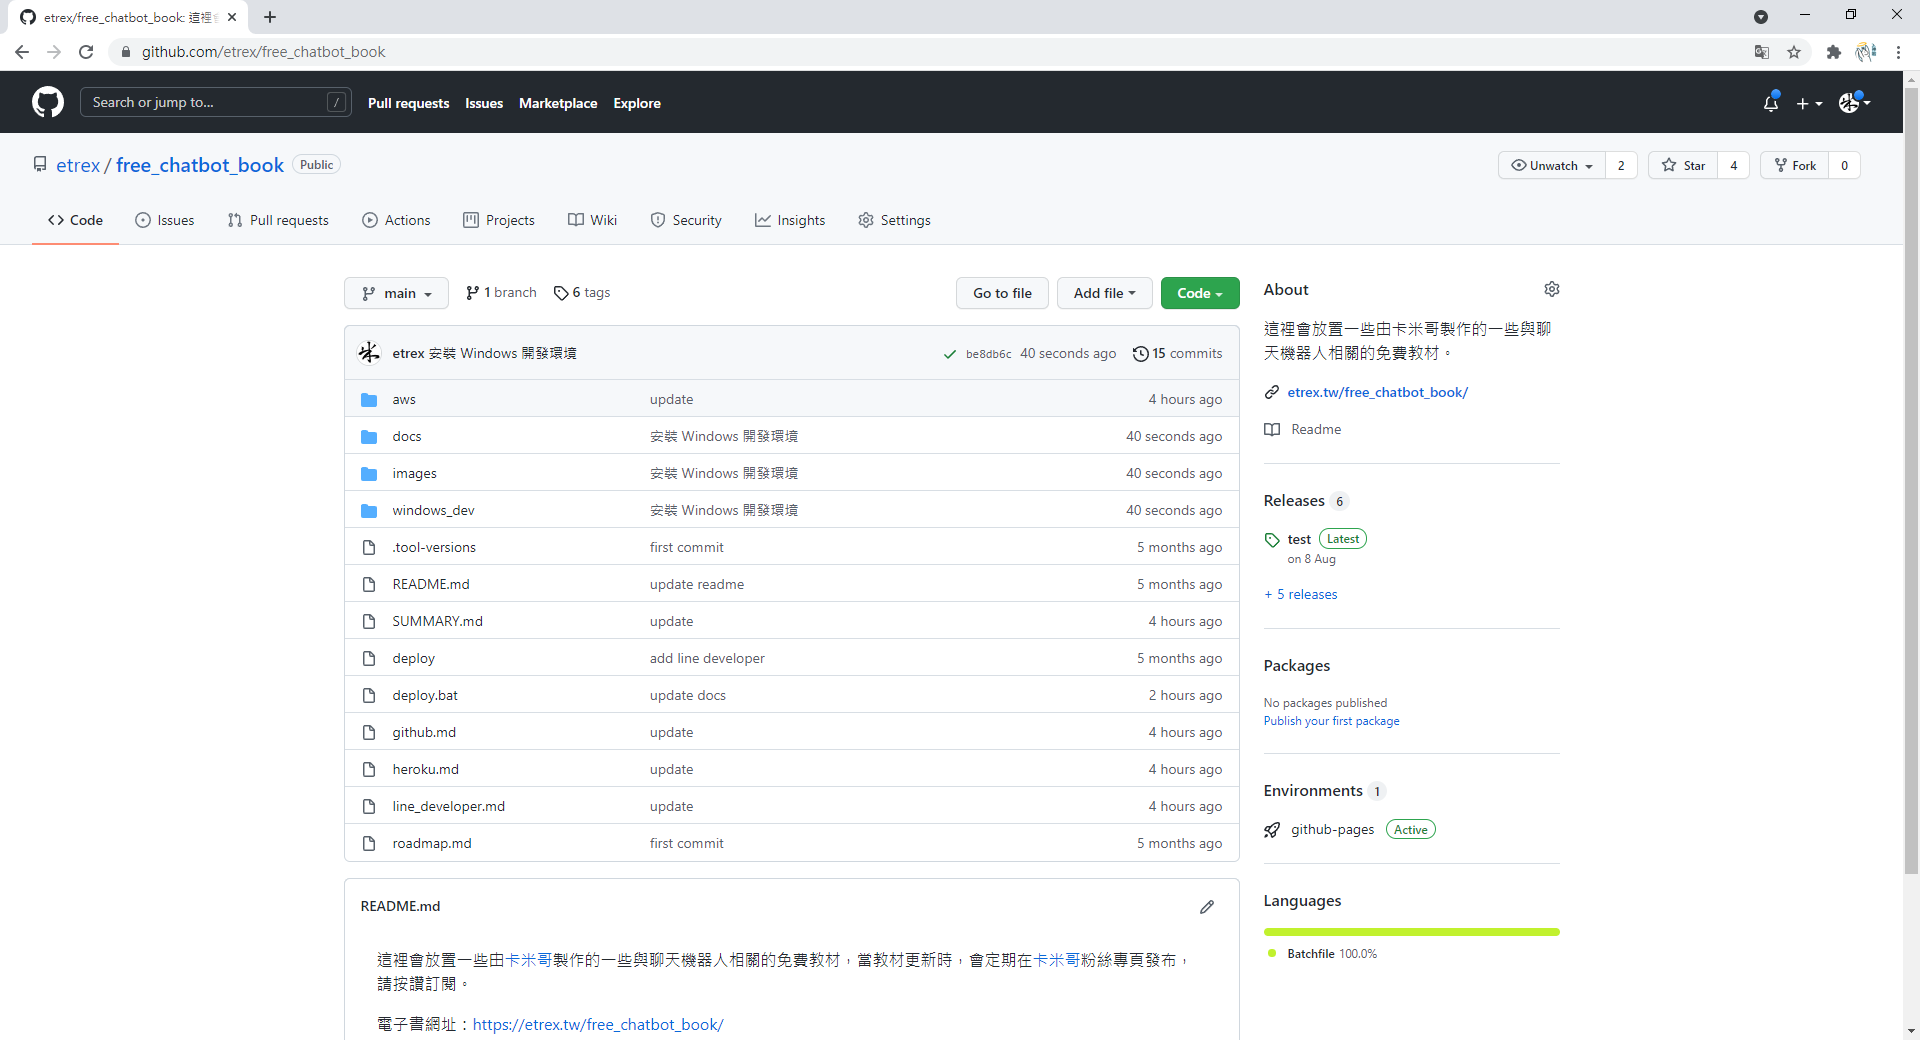 etrex/free_chatbot_book: 這裡
github.com/etrex/free_chatbot_book
Search or jump to... /
Pull requests Issues Marketplace Explore
etrex / free_chatbot_book Public
Unwatch 2 Star 4 Fork 0
Code Issues Pull requests Actions Projects Wiki Security Insights Settings
main 1 branch 6 tags Go to file Add file Code
etrex 安裝 Windows 開發環境 be8db6c 40 seconds ago 15 commits
aws update 4 hours ago
docs 安裝 Windows 開發環境 40 seconds ago
images 安裝 Windows 開發環境 40 seconds ago
windows_dev 安裝 Windows 開發環境 40 seconds ago
.tool-versions first commit 5 months ago
README.md update readme 5 months ago
SUMMARY.md update 4 hours ago
deploy add line developer 5 months ago
deploy.bat update docs 2 hours ago
github.md update 4 hours ago
heroku.md update 4 hours ago
line_developer.md update 4 hours ago
roadmap.md first commit 5 months ago
README.md
這裡會放置一些由卡米哥製作的一些與聊天機器人相關的免費教材，當教材更新時，會定期在卡米哥粉絲專頁發布，
請按讚訂閱。
電子書網址：https://etrex.tw/free_chatbot_book/
About
這裡會放置一些由卡米哥製作的一些與聊
天機器人相關的免費教材。
etrex.tw/free_chatbot_book/
Readme
Releases 6
test Latest
on 8 Aug
+ 5 releases
Packages
No packages published
Publish your first package
Environments 1
github-pages Active
Languages
Batchfile 100.0%